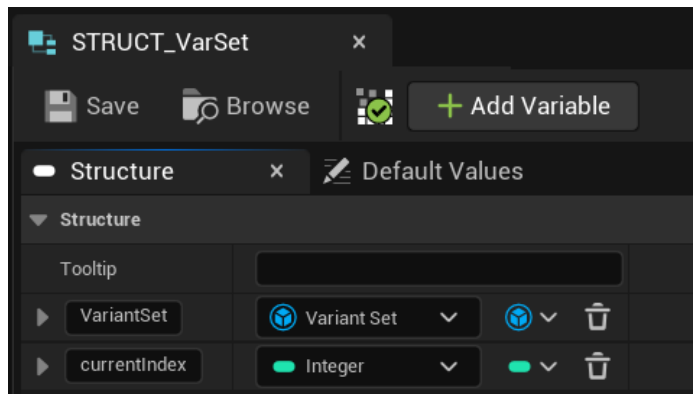 STRUCT_VarSet
Save Browse Add Variable
Structure Default Values
Structure
Tooltip
VariantSet Variant Set
currentIndex Integer